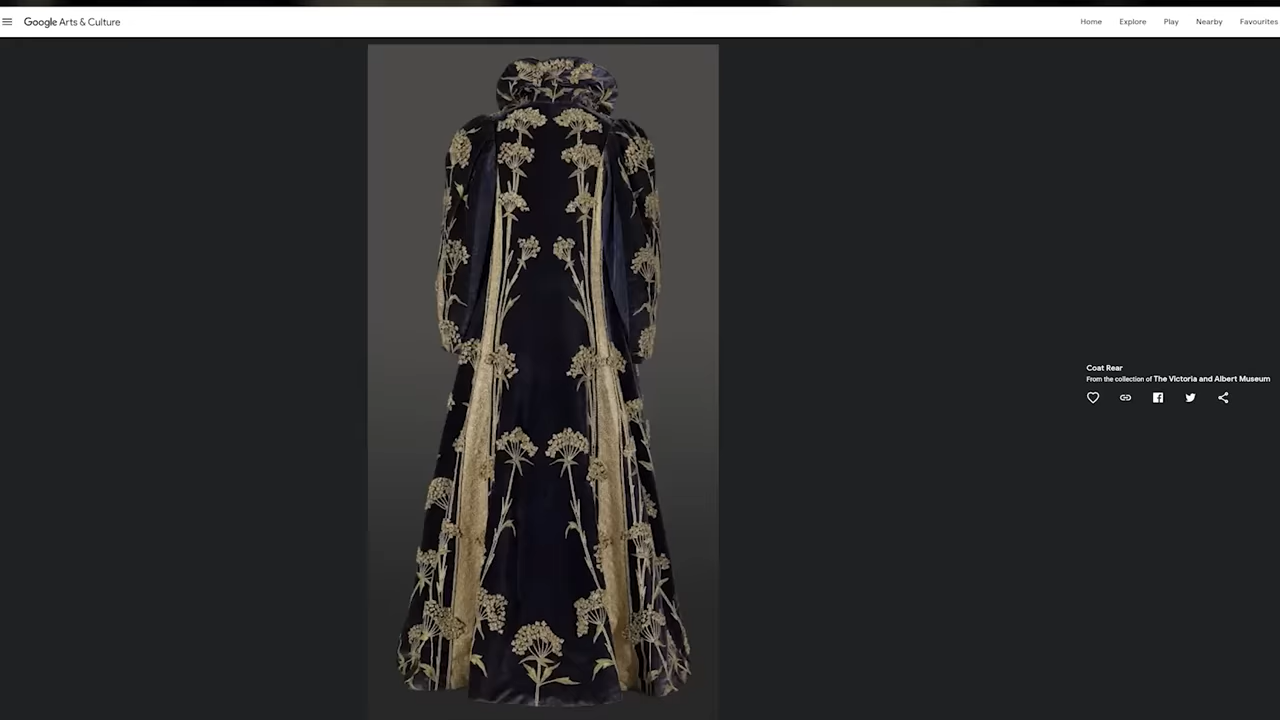 Google Arts & Culture
Home Explore Play Nearby Favourites
Coat Rear
From the collection of The Victoria and Albert Museum